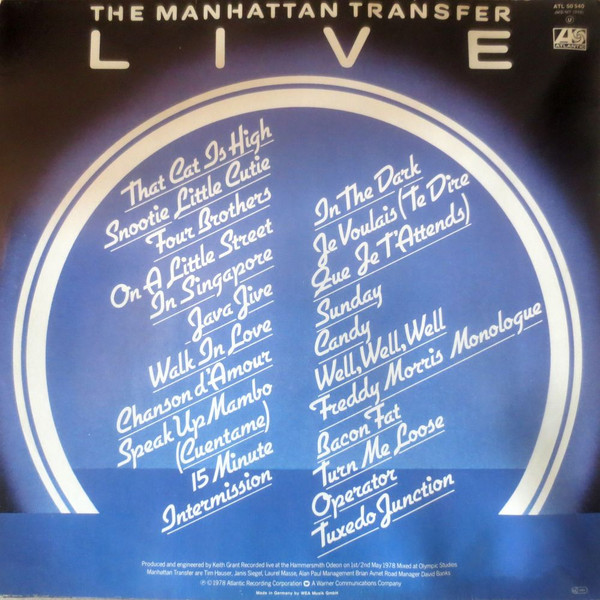 THE MANHATTAN TRANSFER
LIVE
ATL 50 540
ATLANTIC
That Cat Is High
Snootie Little Cutie
Four Brothers
On A Little Street
In Singapore
Java Jive
Walk In Love
Chanson d'Amour
Speak Up Mambo
(Cuentame)
15 Minute
Intermission
In The Dark
Je Voulais (Te Dire
Que Je T'Attends)
Sunday
Candy
Well, Well, Well
Freddy Morris Monologue
Bacon Fat
Turn Me Loose
Operator
Tuxedo Junction
Produced and engineered by Keith Grant Recorded live at the Hammersmith Odeon on 1st/2nd May 1978 Mixed at Olympic Studios
Manhattan Transfer are Tim Hauser, Janis Siegel, Laurel Masse, Alan Paul Management Brian Avnet Road Manager David Banks
℗ © 1978 Atlantic Recording Corporation A Warner Communications Company
Made in Germany by WEA Musik GmbH